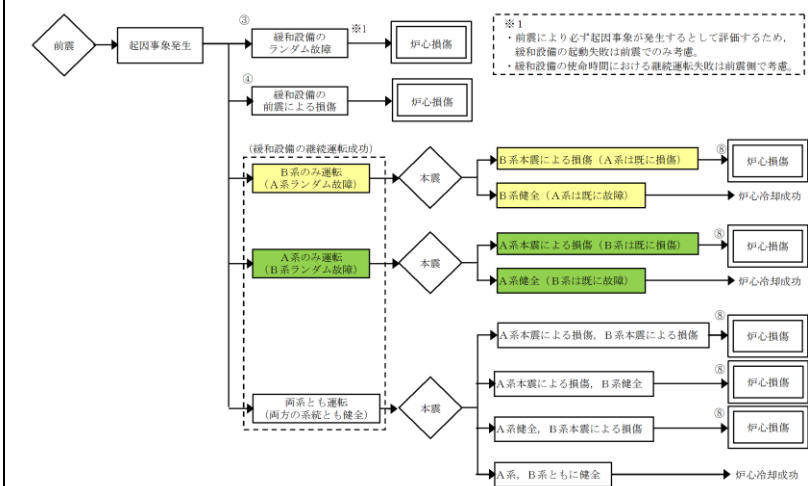 ※1
・前震により必ず起因事象が発生するとして評価するため,
緩和設備の起動失敗は前震でのみ考慮。
・緩和設備の使命時間における継続運転失敗は前震側で考慮。
前震
起因事象発生
③
緩和設備の
ランダム故障
※1
炉心損傷
④
緩和設備の
前震による損傷
炉心損傷
(緩和設備の継続運転成功)
B系のみ運転
(A系ランダム故障)
本震
B系本震による損傷(A系は既に損傷)
⑧
炉心損傷
B系健全(A系は既に故障)
炉心冷却成功
A系のみ運転
(B系ランダム故障)
本震
A系本震による損傷(B系は既に損傷)
⑧
炉心損傷
A系健全(B系は既に故障)
炉心冷却成功
両系とも運転
(両方の系統とも健全)
本震
A系本震による損傷,B系本震による損傷
⑧
炉心損傷
A系本震による損傷,B系健全
⑧
炉心損傷
A系健全,B系本震による損傷
⑧
炉心損傷
A系,B系ともに健全
炉心冷却成功